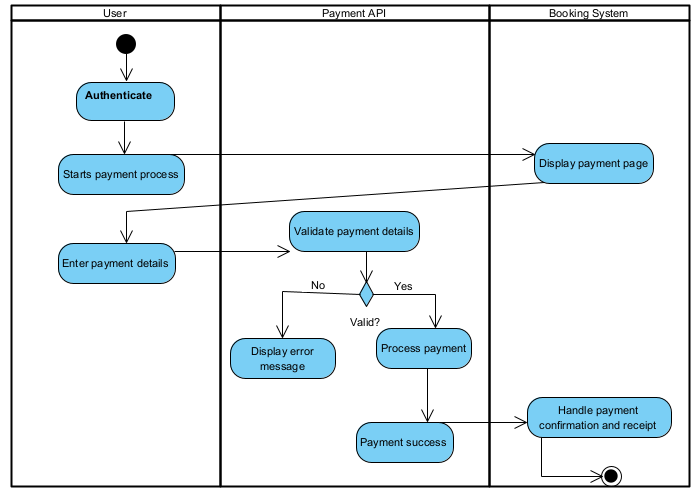 User
Payment API
Booking System
Authenticate
Starts payment process
Display payment page
Enter payment details
Validate payment details
No
Yes
Valid?
Display error
message
Process payment
Payment success
Handle payment
confirmation and receipt